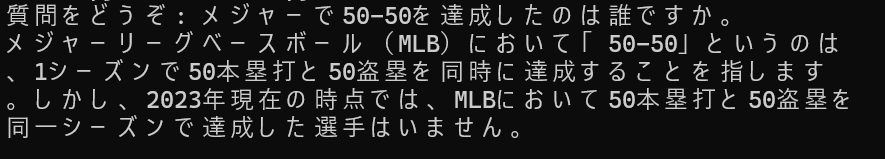 質問をどうぞ：メジャーで50-50を達成したのは誰ですか。
メジャーリーグベースボール（MLB）において「50-50」というのは
、1シーズンで50本塁打と50盗塁を同時に達成することを指します
。しかし、2023年現在の時点では、MLBにおいて50本塁打と50盗塁を
同一シーズンで達成した選手はいません。